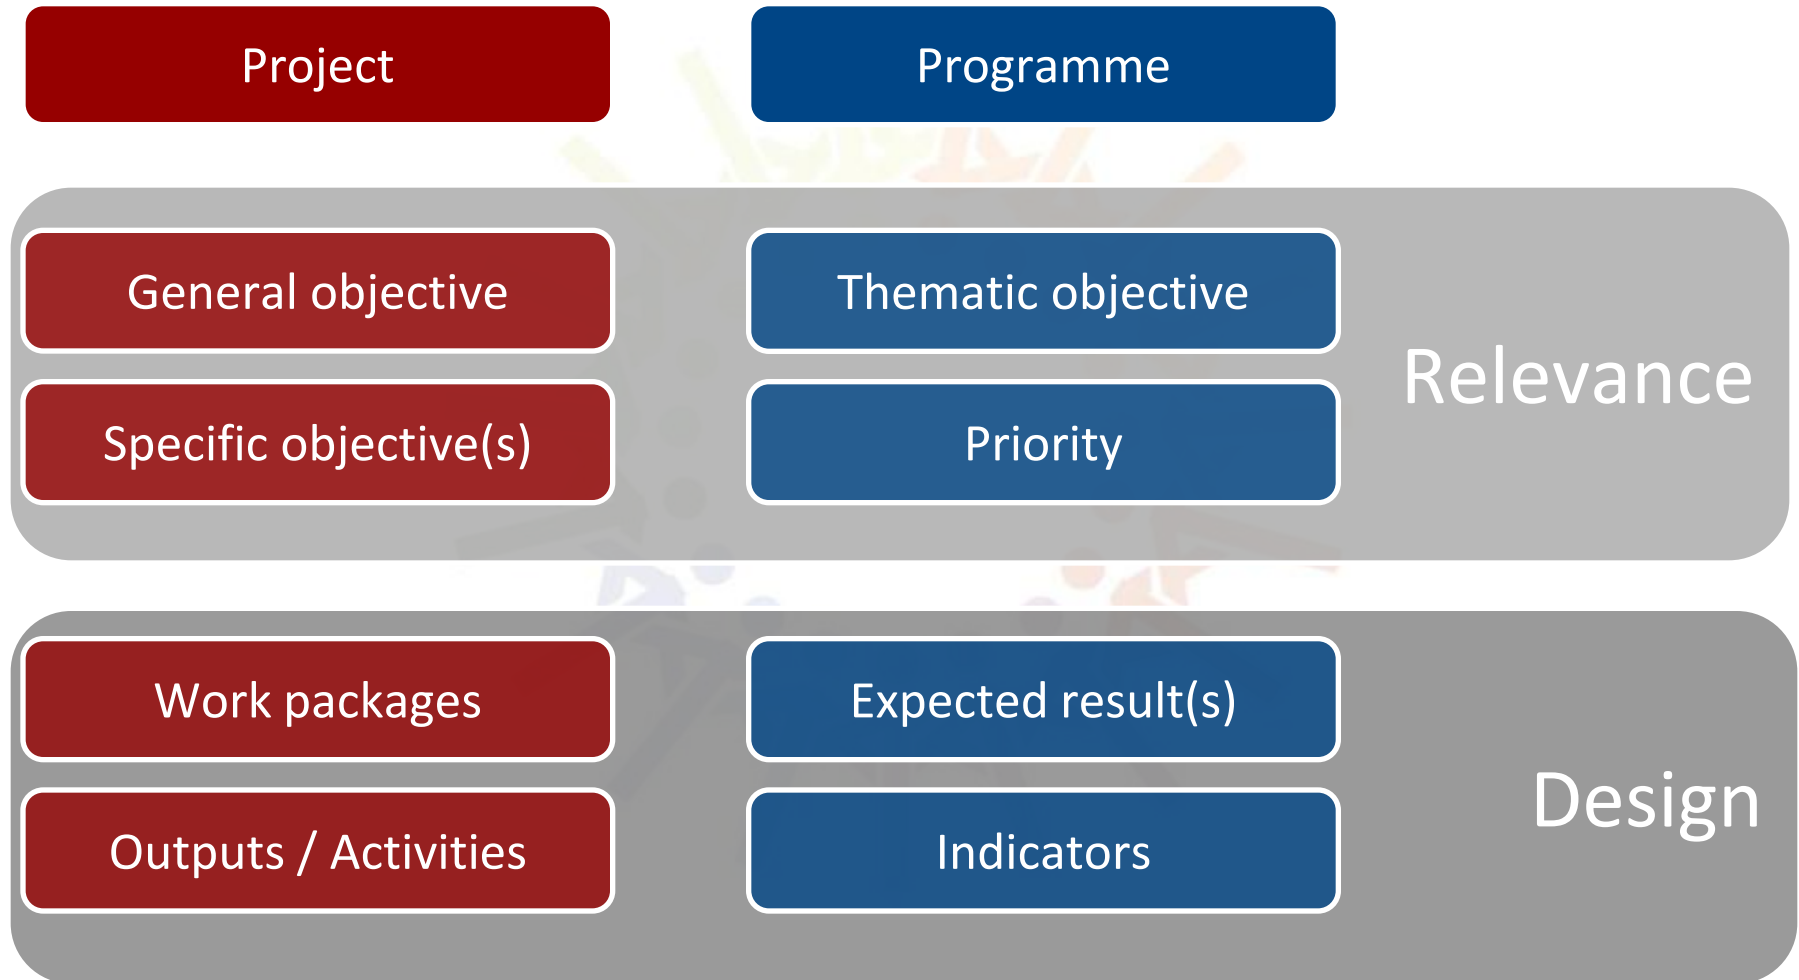 Project
Programme
General objective
Thematic objective
Relevance
Specific objective(s)
Priority
Work packages
Expected result(s)
Design
Outputs / Activities
Indicators